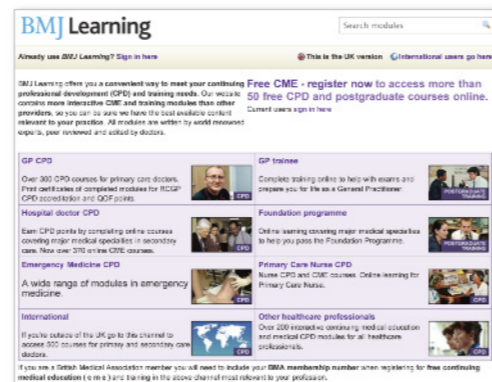 BMJ Learning
Search modules
Already use BMJ Learning? Sign in here
This is the UK version
International users go here
BMJ Learning offers you a convenient way to meet your continuing
professional development (CPD) and training needs. Our website
contains more interactive CME and training modules than other
providers, so you can be sure we have the best available content
relevant to your practice. All modules are written by world renowned
experts, peer reviewed and edited by doctors.
Free CME - register now to access more than
50 free CPD and postgraduate courses online.
Current users sign in here
GP CPD
Over 300 CPD courses for primary care doctors.
Print certificates of completed modules for RCGP
CPD accreditation and QOF points.
CPD
GP trainee
Complete training online to help with exams and
prepare you for life as a General Practitioner.
POSTGRADUATE
TRAINING
Hospital doctor CPD
Earn CPD points by completing online courses
covering major medical specialties in secondary
care. Now over 370 online CME courses.
CPD
Foundation programme
Online learning covering major medical specialties
to help you pass the Foundation Programme.
POSTGRADUATE
TRAINING
Emergency Medicine CPD
A wide range of modules in emergency
medicine.
CPD
Primary Care Nurse CPD
Nurse CPD and CME courses. Online learning for
Primary Care Nurse.
CPD
International
If you're outside of the UK go to this channel to
access 500 courses for primary and secondary care
doctors.
CPD
Other healthcare professionals
Over 200 interactive continuing medical education
and medical CPD modules for all healthcare
professionals.
CPD
If you are a British Medical Association member you will need to include your BMA membership number when registering for free continuing
medical education ( c m e ) and training in the above channel most relevant to your profession.